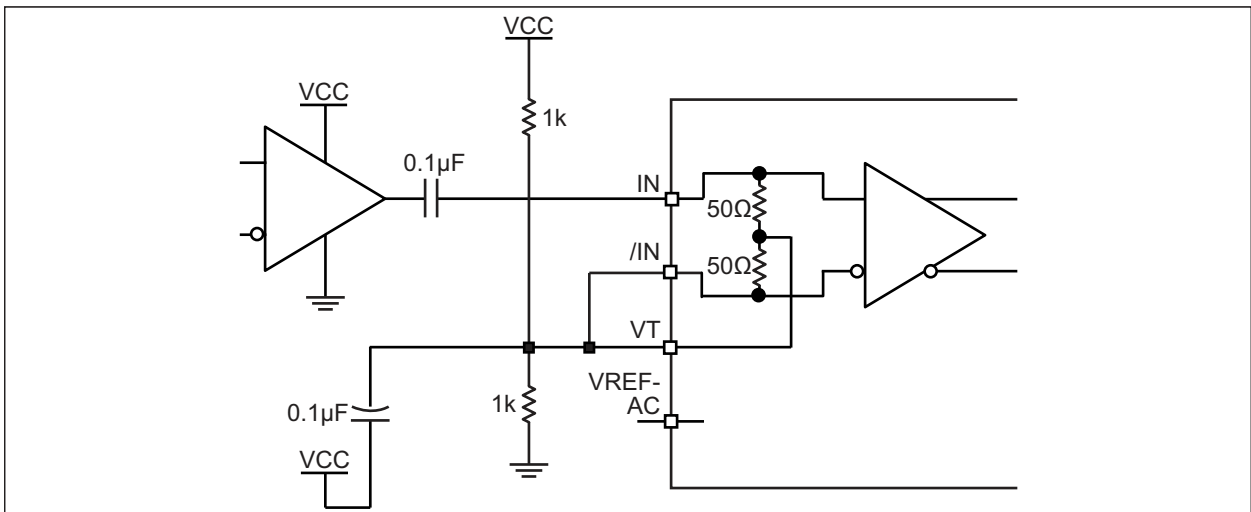 VCC
VCC
1k
0.1µF
IN
50Ω
/IN
50Ω
VT
VREF-
AC
1k
0.1µF
VCC